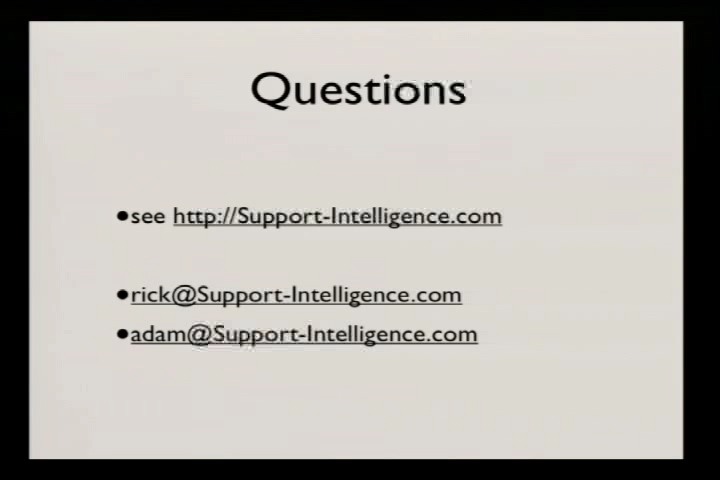 Questions
•see http://Support-Intelligence.com
•rick@Support-Intelligence.com
•adam@Support-Intelligence.com